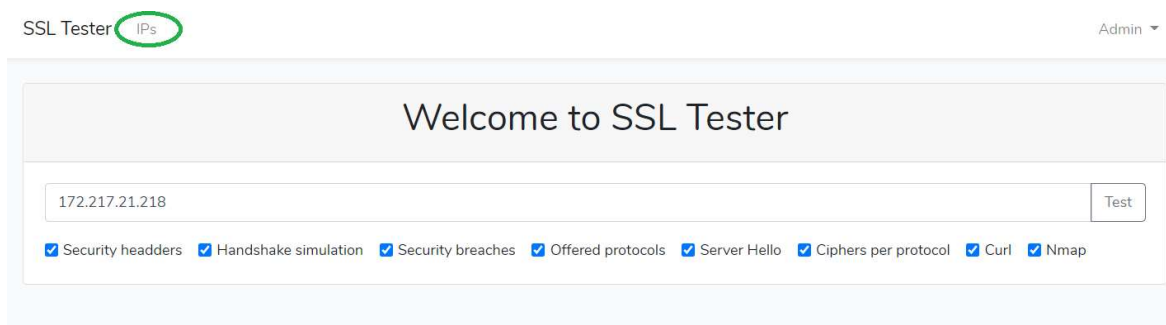 SSL Tester IPs Admin
Welcome to SSL Tester
172.217.21.218 Test
Security headders Handshake simulation Security breaches Offered protocols Server Hello Ciphers per protocol Curl Nmap